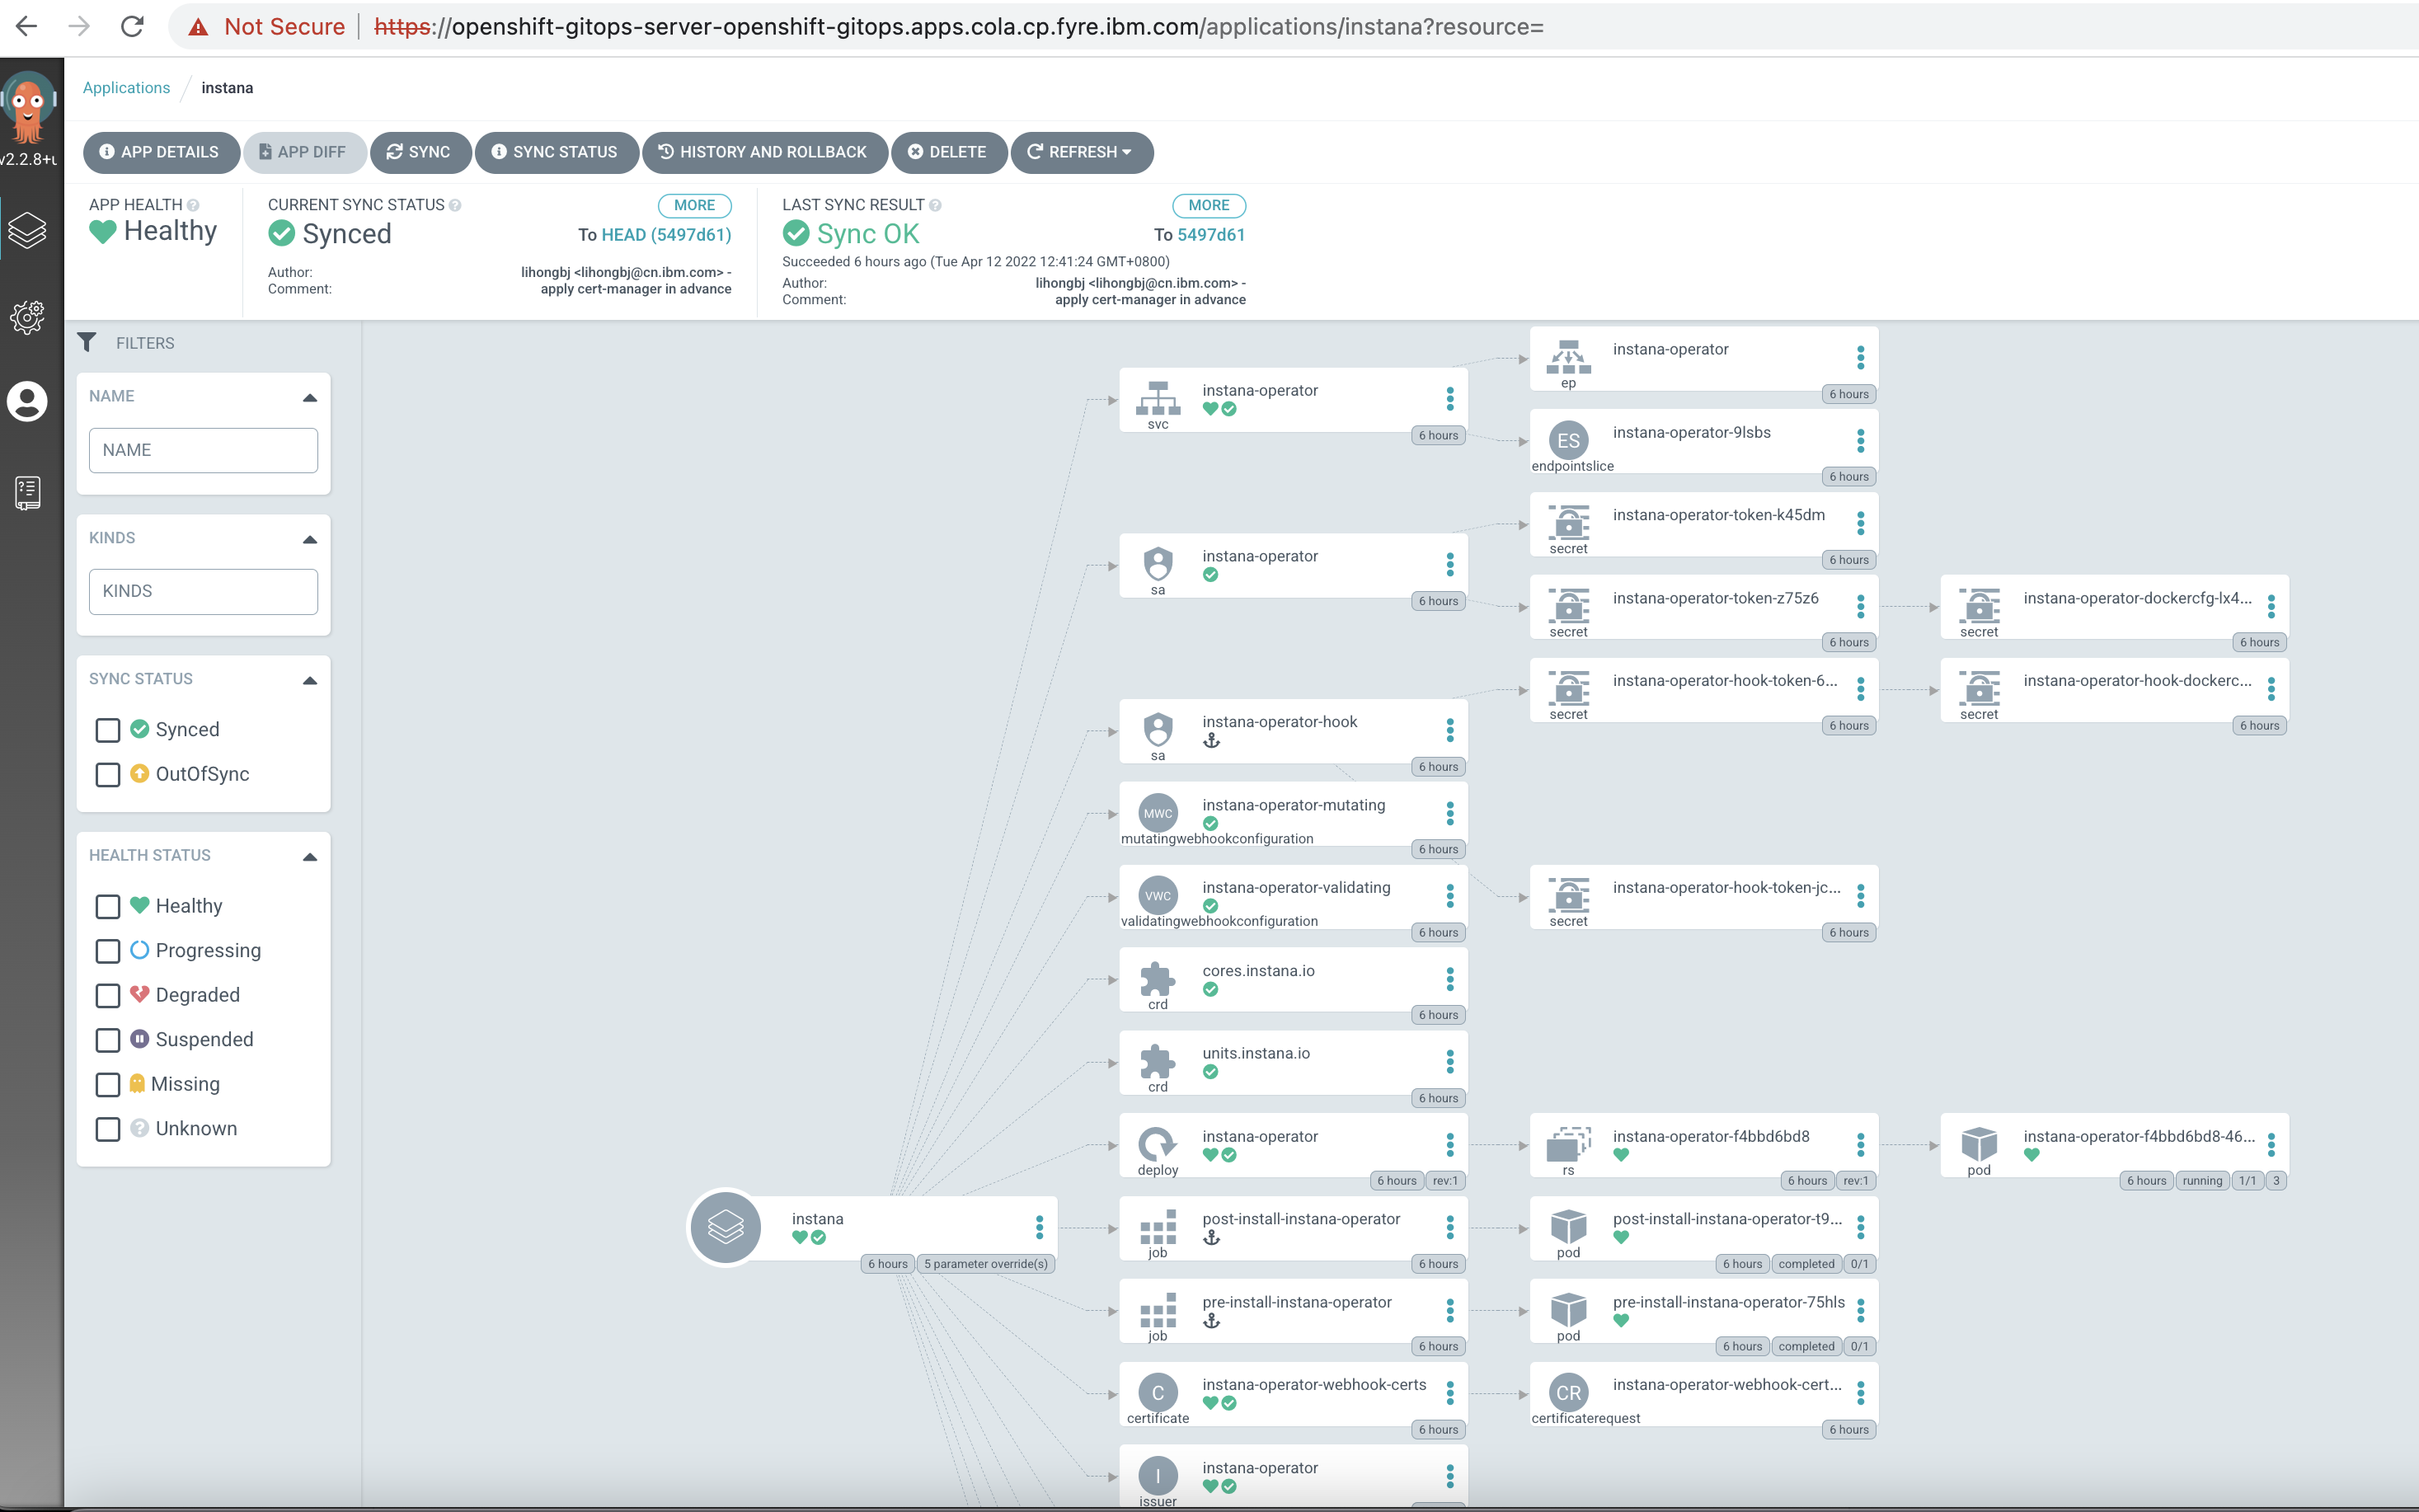 Not Secure
https://openshift-gitops-server-openshift-gitops.apps.cola.cp.fyre.ibm.com/applications/instana?resource=
Applications / instana
APP DETAILS
APP DIFF
SYNC
SYNC STATUS
HISTORY AND ROLLBACK
DELETE
REFRESH
APP HEALTH
Healthy
CURRENT SYNC STATUS
MORE
Synced
To HEAD (5497d61)
Author: lihongbj <lihongbj@cn.ibm.com> -
Comment: apply cert-manager in advance
LAST SYNC RESULT
MORE
Sync OK
To 5497d61
Succeeded 6 hours ago (Tue Apr 12 2022 12:41:24 GMT+0800)
Author: lihongbj <lihongbj@cn.ibm.com> -
Comment: apply cert-manager in advance
FILTERS
NAME
NAME
KINDS
KINDS
SYNC STATUS
Synced
OutOfSync
HEALTH STATUS
Healthy
Progressing
Degraded
Suspended
Missing
Unknown
instana
6 hours
5 parameter override(s)
instana-operator
svc
6 hours
instana-operator
ep
6 hours
ES
instana-operator-9lsbs
endpointslice
6 hours
instana-operator
sa
6 hours
instana-operator-token-k45dm
secret
6 hours
instana-operator-token-z75z6
secret
6 hours
instana-operator-dockercfg-lx4...
secret
6 hours
instana-operator-hook
sa
6 hours
instana-operator-hook-token-6...
secret
6 hours
instana-operator-hook-dockerc...
secret
6 hours
MWC
instana-operator-mutating
mutatingwebhookconfiguration
6 hours
VWC
instana-operator-validating
validatingwebhookconfiguration
6 hours
instana-operator-hook-token-jc...
secret
6 hours
cores.instana.io
crd
6 hours
units.instana.io
crd
6 hours
instana-operator
deploy
6 hours
rev:1
instana-operator-f4bbd6bd8
rs
6 hours
rev:1
instana-operator-f4bbd6bd8-46...
pod
6 hours
running
1/1
3
post-install-instana-operator
job
6 hours
post-install-instana-operator-t9...
pod
6 hours
completed
0/1
pre-install-instana-operator
job
6 hours
pre-install-instana-operator-75hls
pod
6 hours
completed
0/1
C
instana-operator-webhook-certs
certificate
6 hours
CR
instana-operator-webhook-cert...
certificaterequest
6 hours
I
instana-operator
issuer